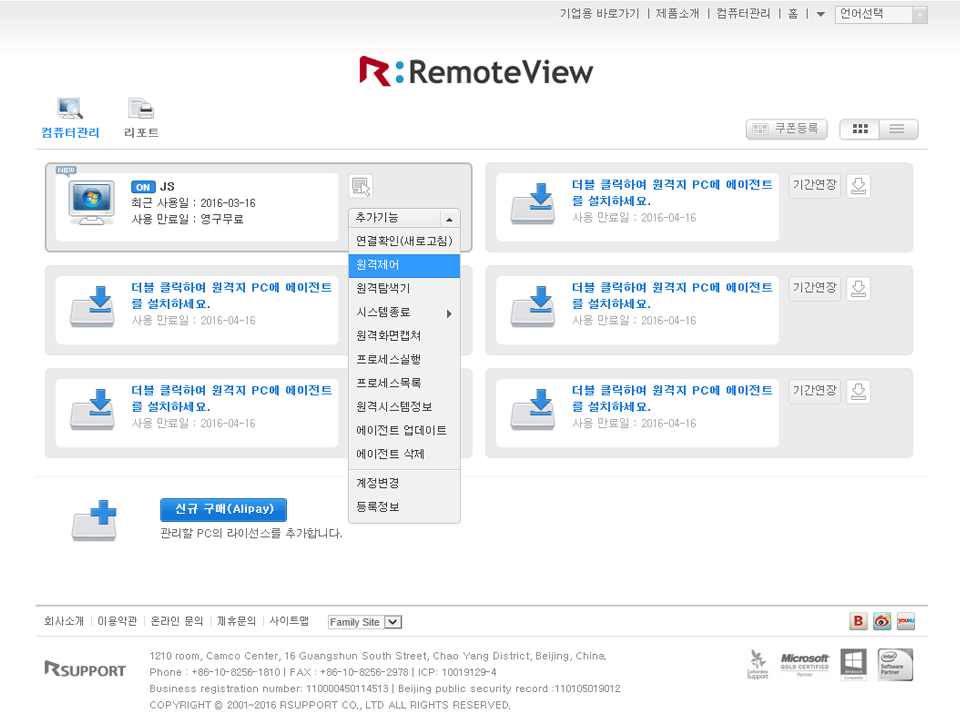 기업용 바로가기 | 제품소개 | 컴퓨터관리 | 홈 | 언어선택
R:RemoteView
컴퓨터관리 리포트
쿠폰등록
NEW
ON JS
최근 사용일 : 2016-03-16
사용 만료일 : 영구무료
더블 클릭하여 원격지 PC에 에이전트
를 설치하세요.
사용 만료일 : 2016-04-16
기간연장
추가기능
연결확인(새로고침)
원격제어
원격탐색기
시스템종료
원격화면캡쳐
프로세스실행
프로세스목록
원격시스템정보
에이전트 업데이트
에이전트 삭제
계정변경
등록정보
더블 클릭하여 원격지 PC에 에이전트
를 설치하세요.
사용 만료일 : 2016-04-16
더블 클릭하여 원격지 PC에 에이전트
를 설치하세요.
사용 만료일 : 2016-04-16
기간연장
더블 클릭하여 원격지 PC에 에이전트
를 설치하세요.
사용 만료일 : 2016-04-16
더블 클릭하여 원격지 PC에 에이전트
를 설치하세요.
사용 만료일 : 2016-04-16
기간연장
신규 구매(Alipay)
관리할 PC의 라이선스를 추가합니다.
회사소개 | 이용약관 | 온라인 문의 | 제휴문의 | 사이트맵 Family Site
B
RSUPPORT
1210 room, Camco Center, 16 Guangshun South Street, Chao Yang District, Beijing, China.
Phone : +86-10-8256-1810 | FAX : +86-10-8256-2978 | ICP: 10019129-4
Business registration number: 110000450114513 | Beijing public security record :110105019012
COPYRIGHT © 2001~2016 RSUPPORT CO., LTD ALL RIGHTS RESERVED.
Support
Microsoft
GOLD CERTIFIED
Partner
intel
Software
Partner